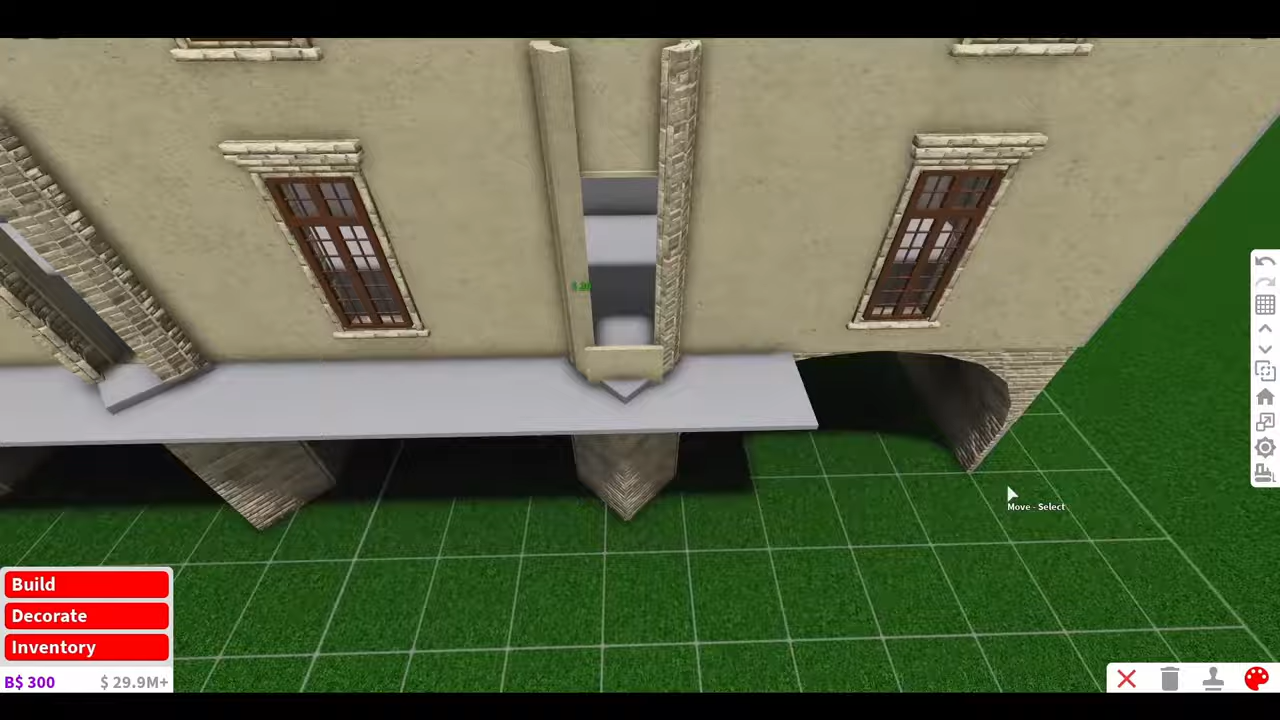 Move - Select
Build
Decorate
Inventory
B$ 300
$ 29.9M+